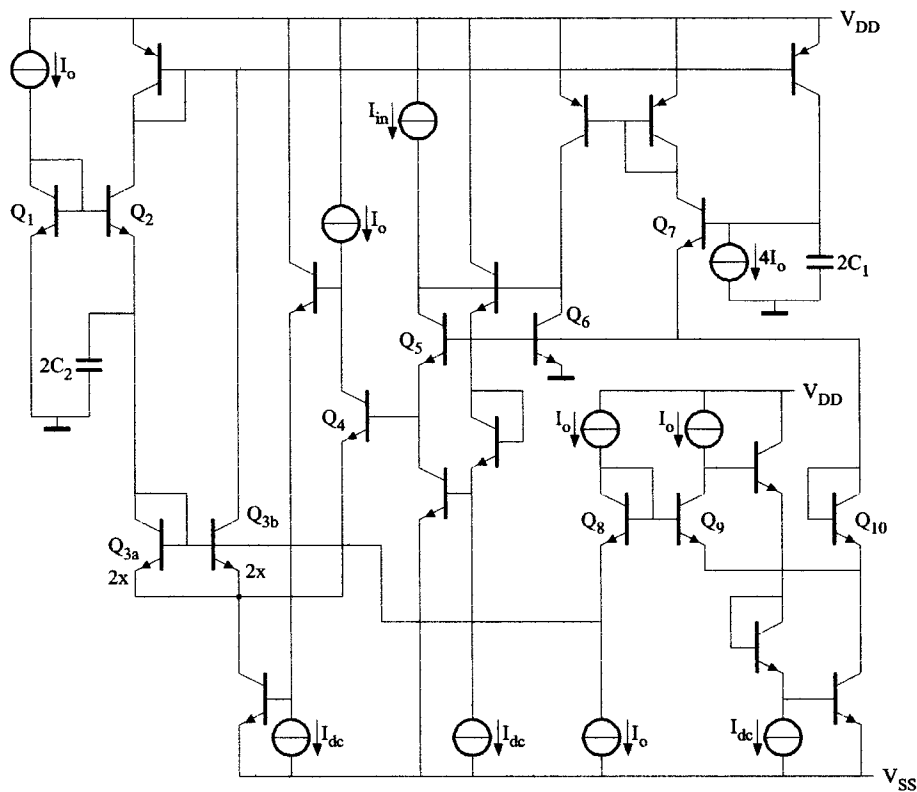 V_DD
I_o
I_in
Q_1 Q_2
I_o
Q_7 4I_o 2C_1
Q_6
2C_2
Q_5
V_DD
Q_4
I_o I_o
Q_3b
Q_8 Q_9 Q_10
Q_3a
2x 2x
I_dc I_dc I_o I_dc
V_SS